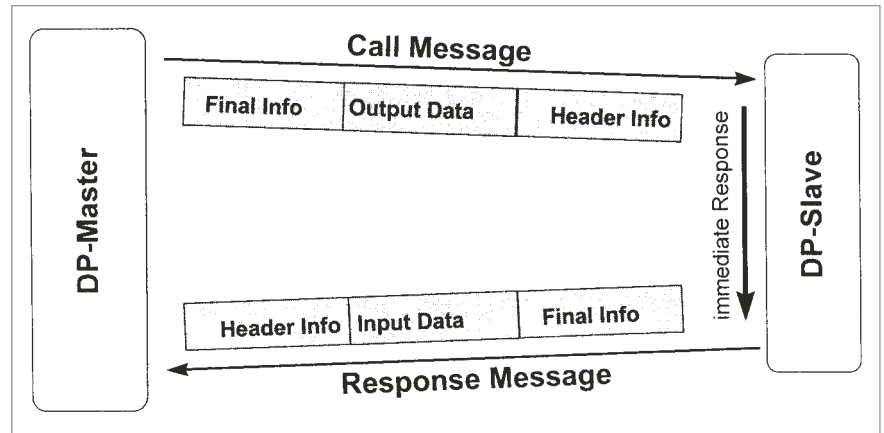 Call Message
Final Info Output Data Header Info
DP-Master
immediate Response
DP-Slave
Header Info Input Data Final Info
Response Message